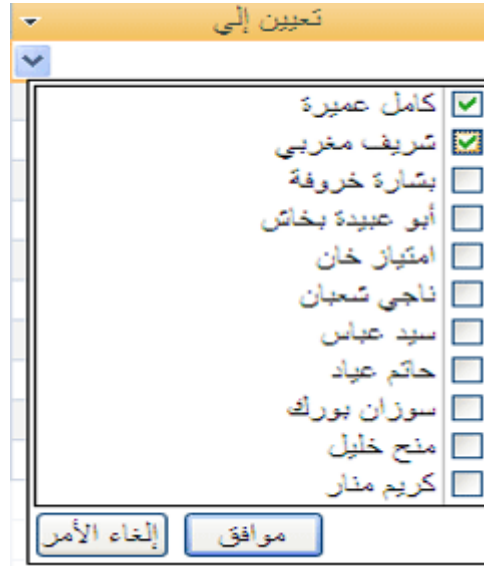 تعيين إلى
كامل عميرة
شريف مغربي
بشارة خروفة
أبو عبيدة بخاش
امتياز خان
ناجي شعبان
سيد عباس
حاتم عياد
سوزان بورك
منح خليل
كريم منار
موافق إلغاء الأمر